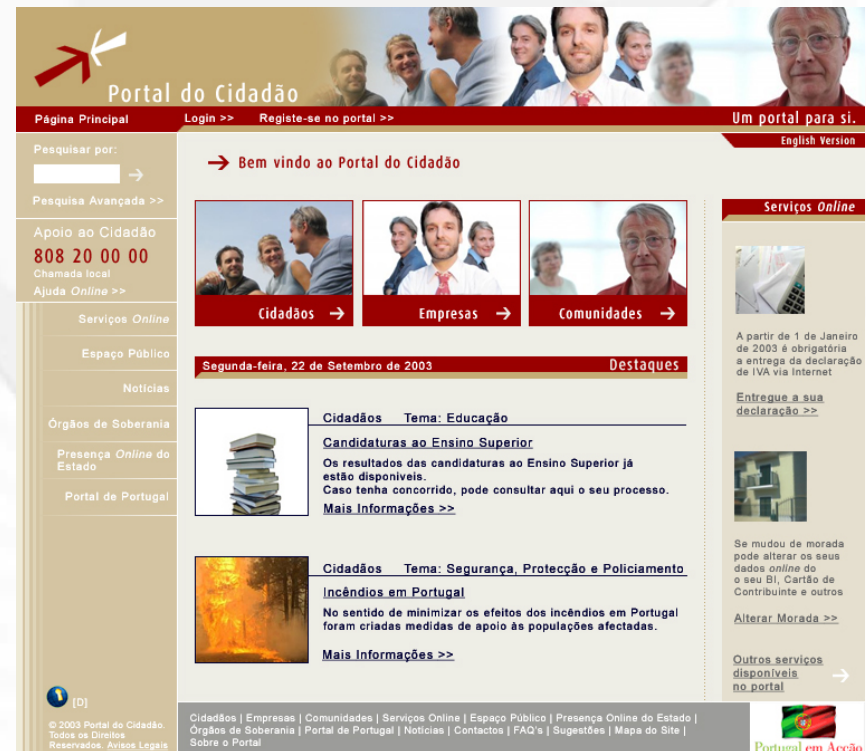 Portal do Cidadão
Página Principal
Login >>
Registe-se no portal >>
Um portal para si.
English Version
Pesquisar por:
Pesquisa Avançada >>
Apoio ao Cidadão
808 20 00 00
Chamada local
Ajuda Online >>
Serviços Online
Espaço Público
Notícias
Órgãos de Soberania
Presença Online do
Estado
Portal de Portugal
[D]
© 2003 Portal do Cidadão.
Todos os Direitos
Reservados. Avisos Legais
Bem vindo ao Portal do Cidadão
Cidadãos
Empresas
Comunidades
Segunda-feira, 22 de Setembro de 2003
Destaques
Cidadãos Tema: Educação
Candidaturas ao Ensino Superior
Os resultados das candidaturas ao Ensino Superior já
estão disponiveis.
Caso tenha concorrido, pode consultar aqui o seu processo.
Mais Informações >>
Cidadãos Tema: Segurança, Protecção e Policiamento
Incêndios em Portugal
No sentido de minimizar os efeitos dos incêndios em Portugal
foram criadas medidas de apoio às populações afectadas.
Mais Informações >>
Serviços Online
A partir de 1 de Janeiro
de 2003 é obrigatória
a entrega da declaração
de IVA via Internet
Entregue a sua
declaração >>
Se mudou de morada
pode alterar os seus
dados online do
o seu BI, Cartão de
Contribuinte e outros
Alterar Morada >>
Outros serviços
disponíveis
no portal
Cidadãos | Empresas | Comunidades | Serviços Online | Espaço Público | Presença Online do Estado |
Órgãos de Soberania | Portal de Portugal | Notícias | Contactos | FAQ's | Sugestões | Mapa do Site |
Sobre o Portal
Portugal em Acção